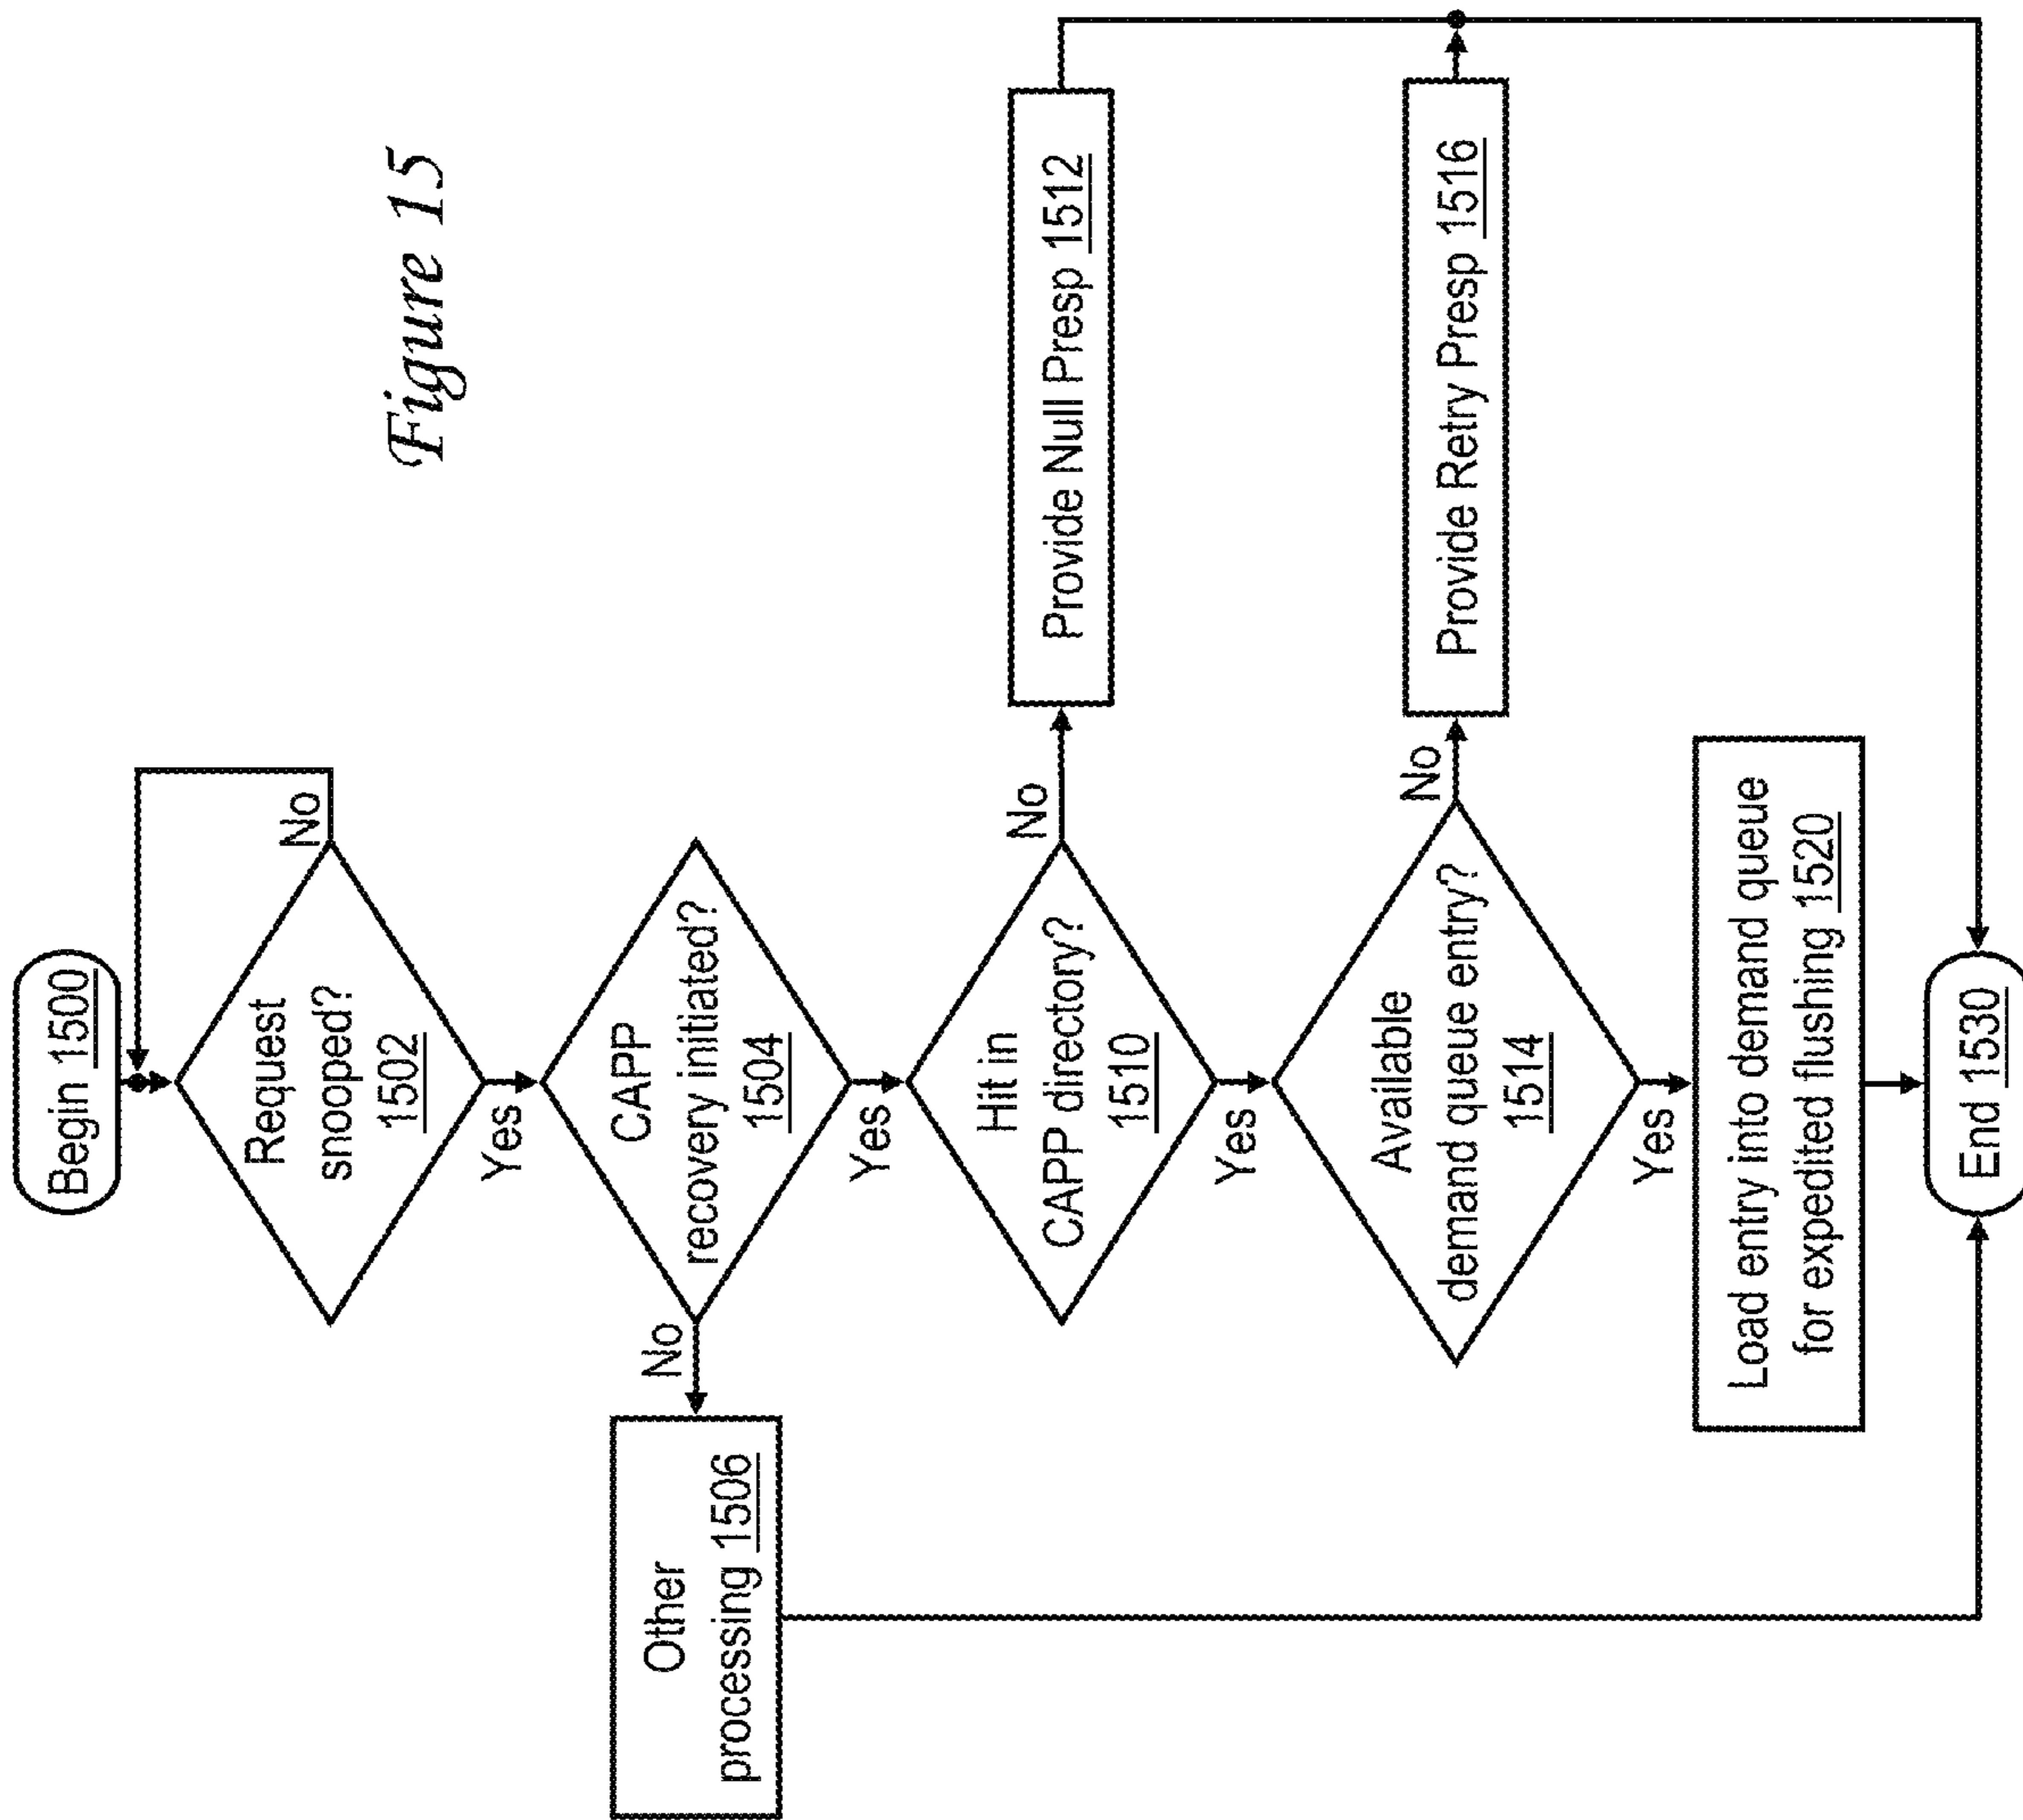 Begin 1500
Request
snooped?
1502
No
Yes
CAPP
recovery initiated?
1504
No
Yes
Other
processing 1506
Hit in
CAPP directory?
1510
No
Yes
Provide Null Presp 1512
Available
demand queue entry?
1514
No
Yes
Provide Retry Presp 1516
Load entry into demand queue
for expedited flushing 1520
End 1530
Figure 15